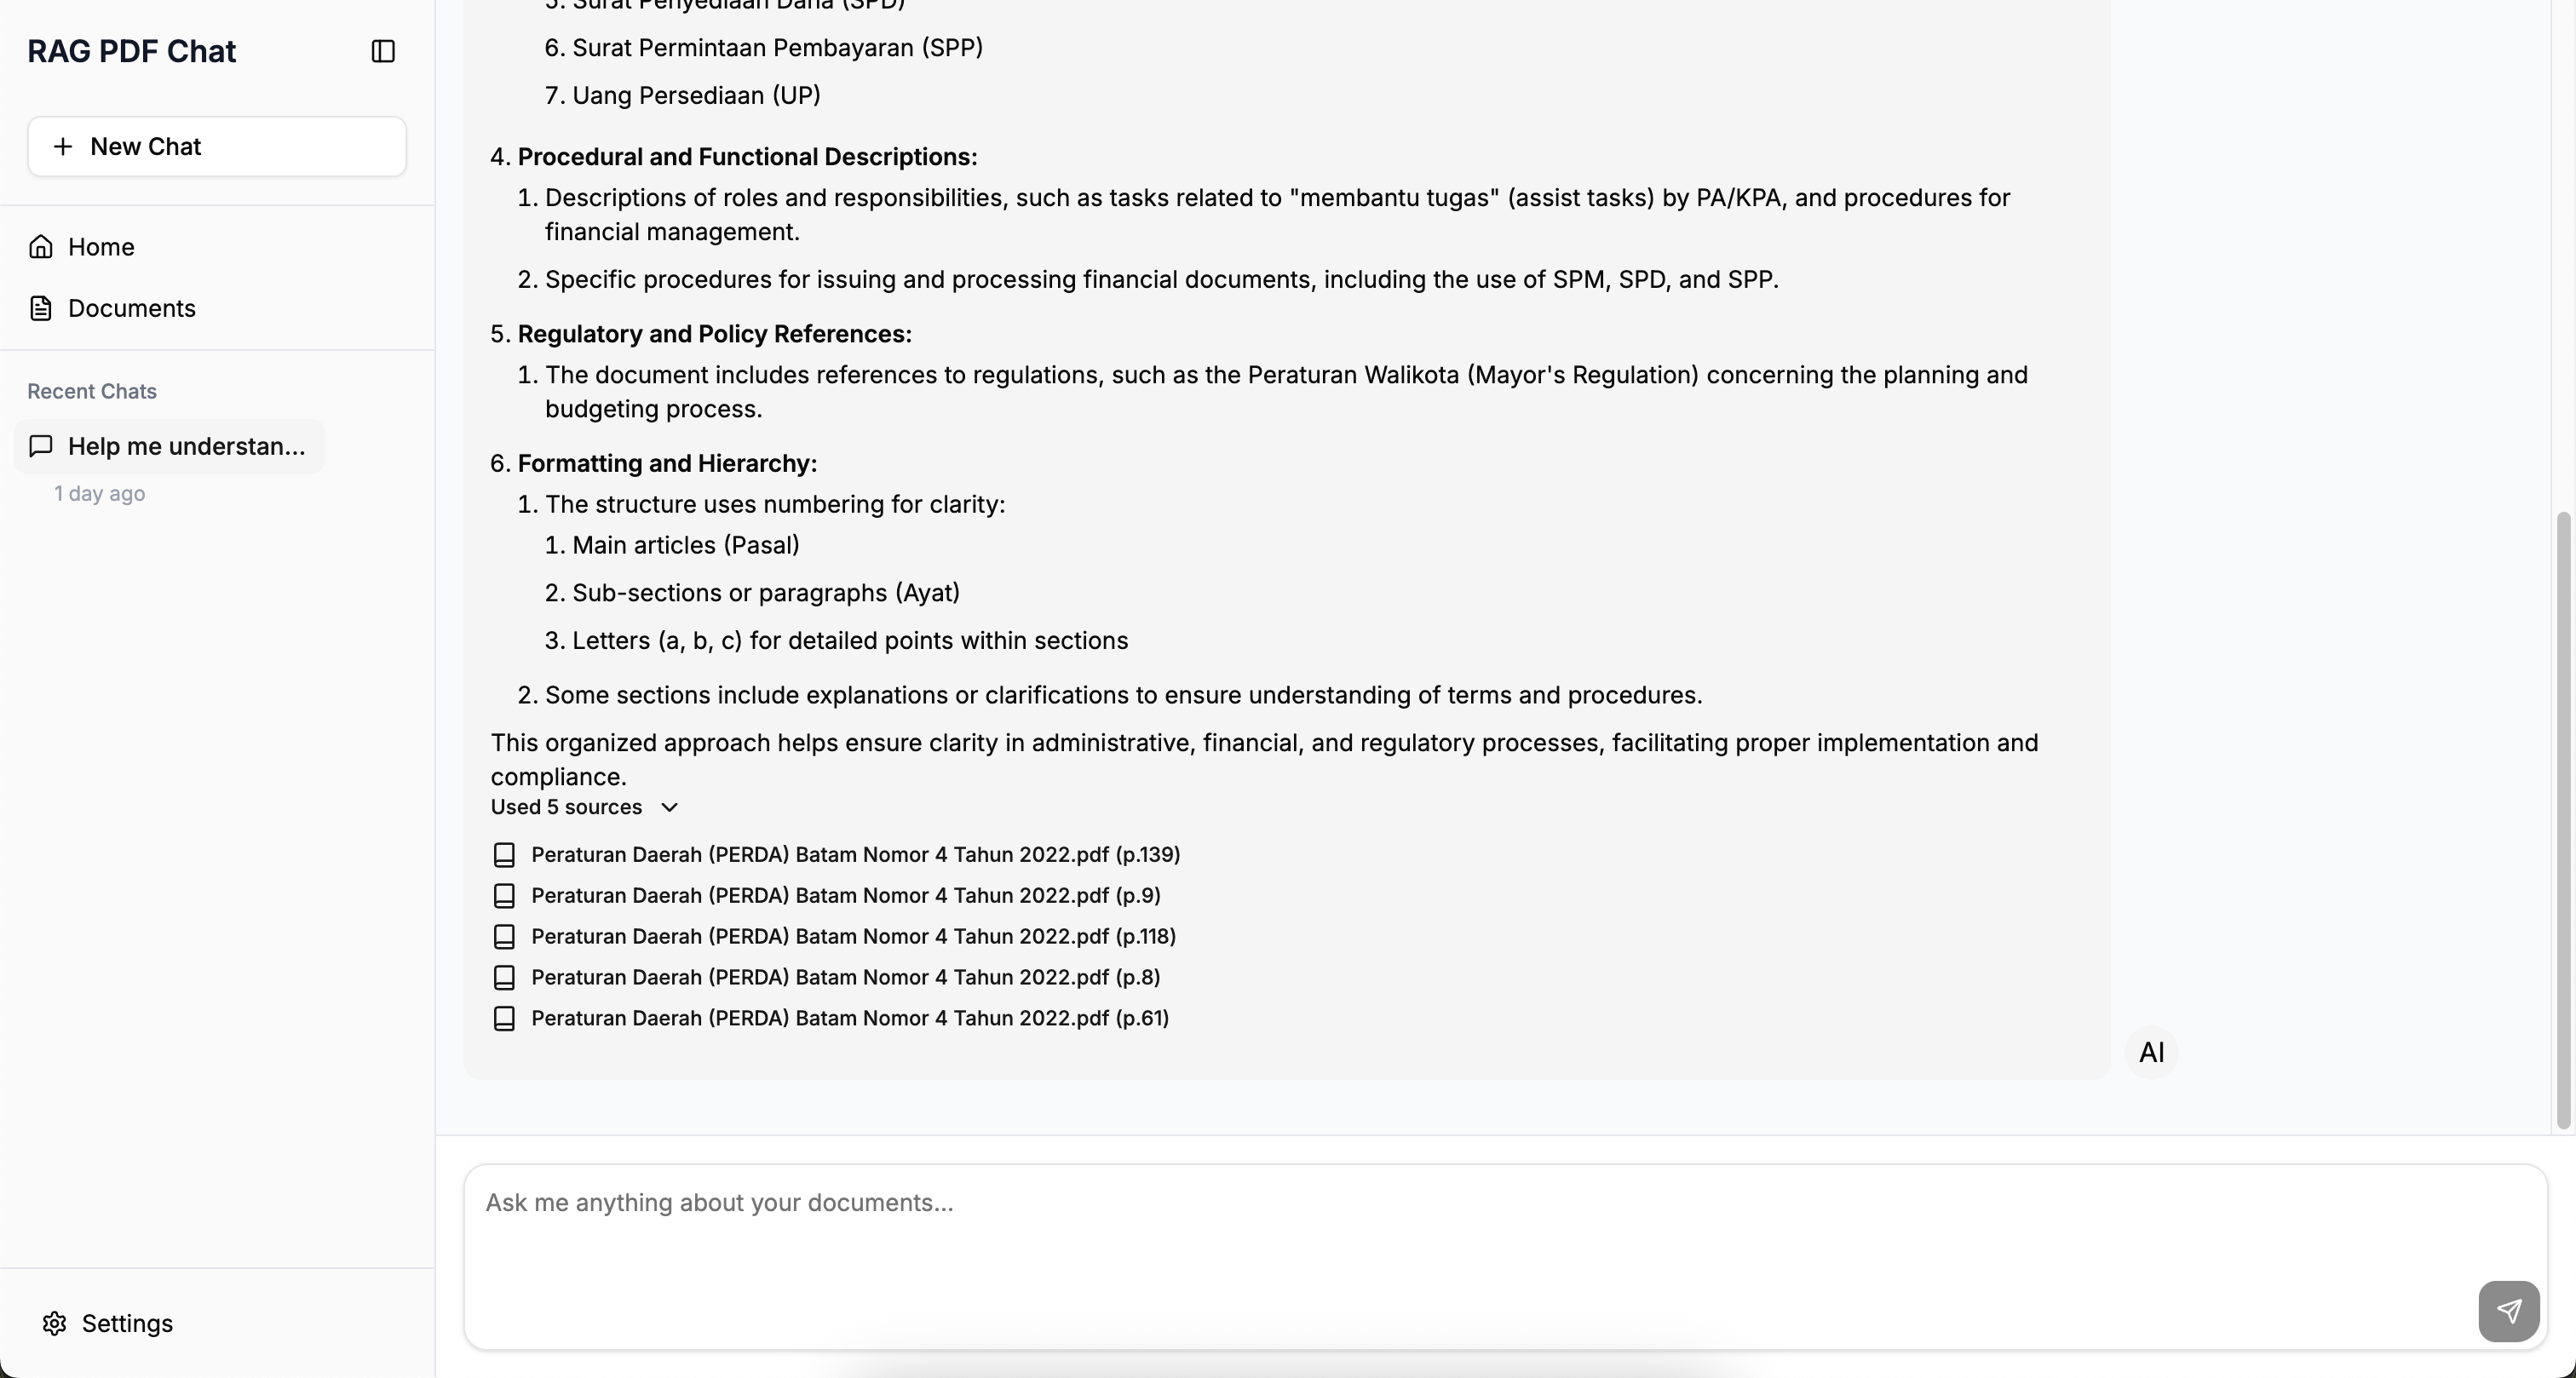 RAG PDF Chat
New Chat
Home
Documents
Recent Chats
Help me understan...
1 day ago
Settings
5. Surat Penyediaan Dana (SPD)
6. Surat Permintaan Pembayaran (SPP)
7. Uang Persediaan (UP)
4. Procedural and Functional Descriptions:
1. Descriptions of roles and responsibilities, such as tasks related to "membantu tugas" (assist tasks) by PA/KPA, and procedures for
financial management.
2. Specific procedures for issuing and processing financial documents, including the use of SPM, SPD, and SPP.
5. Regulatory and Policy References:
1. The document includes references to regulations, such as the Peraturan Walikota (Mayor's Regulation) concerning the planning and
budgeting process.
6. Formatting and Hierarchy:
1. The structure uses numbering for clarity:
1. Main articles (Pasal)
2. Sub-sections or paragraphs (Ayat)
3. Letters (a, b, c) for detailed points within sections
2. Some sections include explanations or clarifications to ensure understanding of terms and procedures.
This organized approach helps ensure clarity in administrative, financial, and regulatory processes, facilitating proper implementation and
compliance.
Used 5 sources
Peraturan Daerah (PERDA) Batam Nomor 4 Tahun 2022.pdf (p.139)
Peraturan Daerah (PERDA) Batam Nomor 4 Tahun 2022.pdf (p.9)
Peraturan Daerah (PERDA) Batam Nomor 4 Tahun 2022.pdf (p.118)
Peraturan Daerah (PERDA) Batam Nomor 4 Tahun 2022.pdf (p.8)
Peraturan Daerah (PERDA) Batam Nomor 4 Tahun 2022.pdf (p.61)
AI
Ask me anything about your documents...